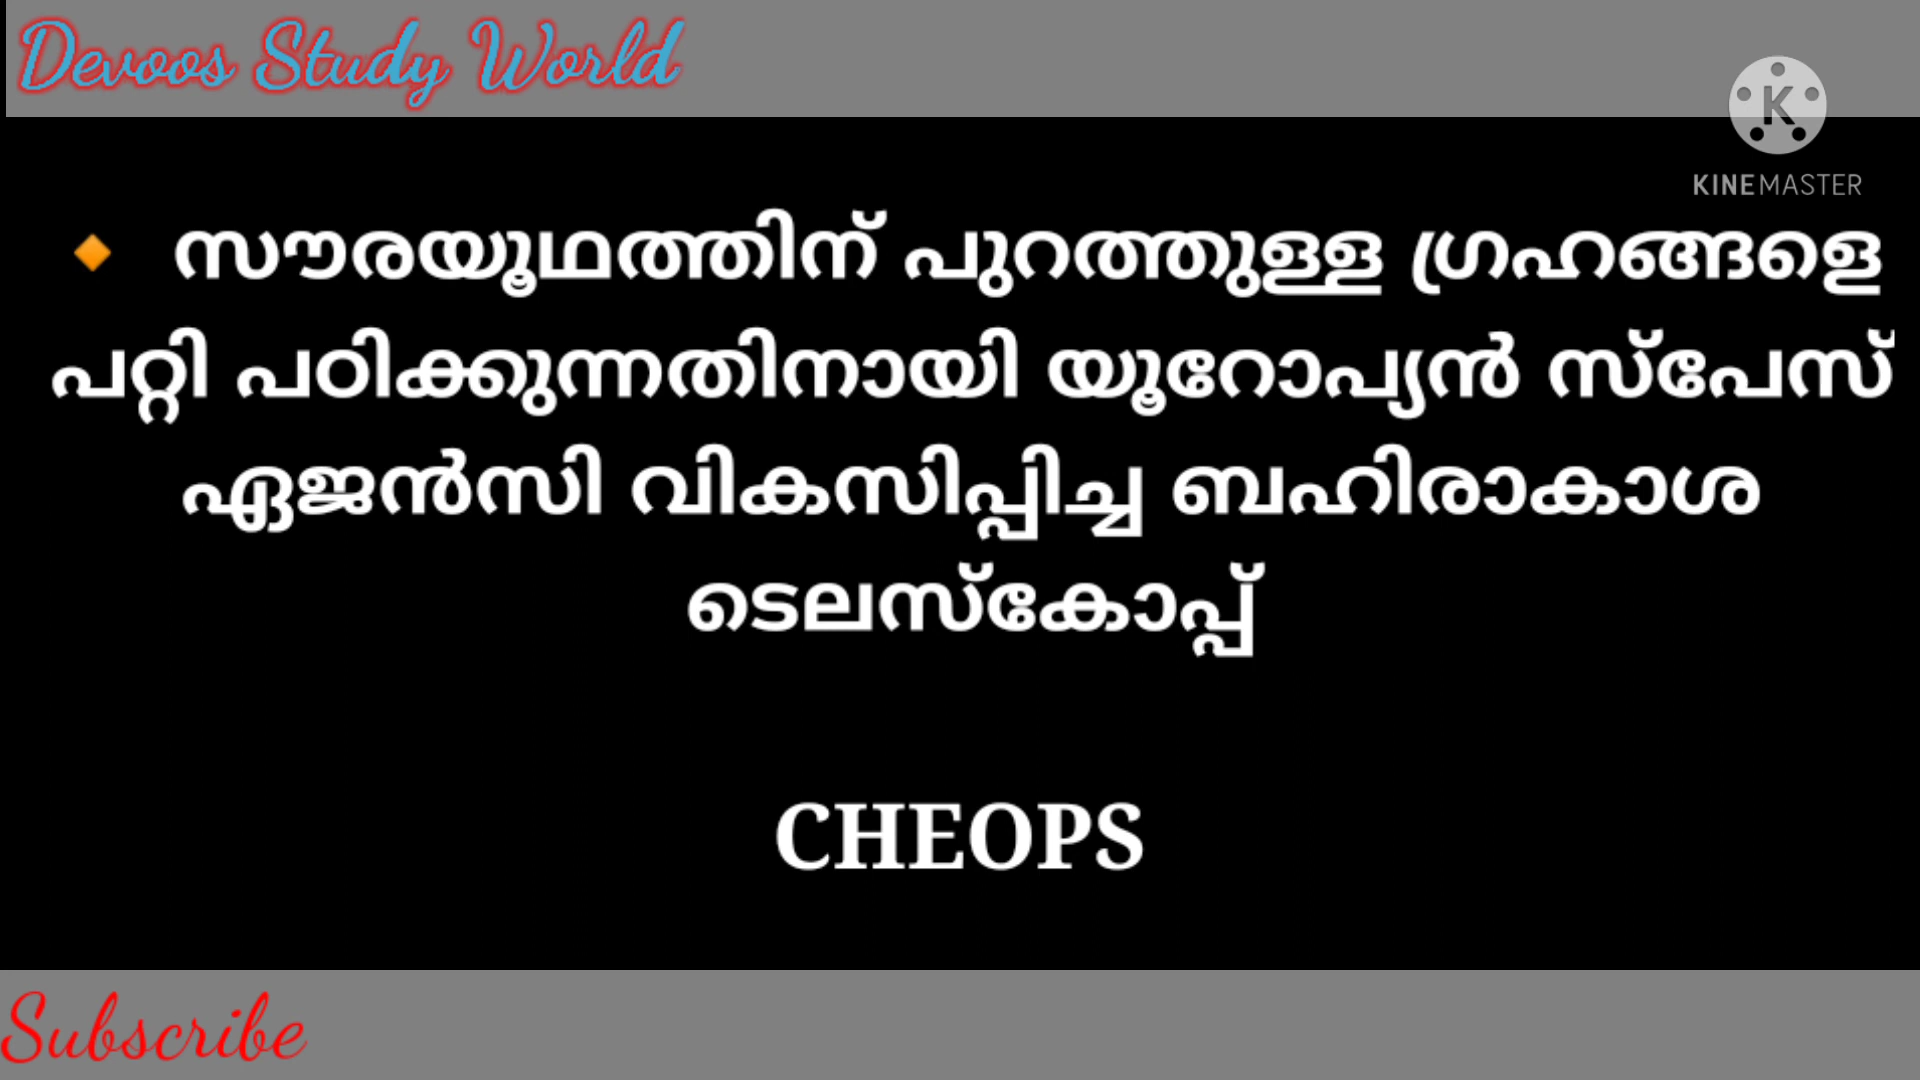 Devoos Study World
K
KINEMASTER
🔸 സൗരയൂഥത്തിന് പുറത്തുള്ള ഗ്രഹങ്ങളെ
പറ്റി പഠിക്കുന്നതിനായി യൂറോപ്യൻ സ്പേസ്
ഏജൻസി വികസിപ്പിച്ച ബഹിരാകാശ
ടെലസ്കോപ്പ്
CHEOPS
Subscribe